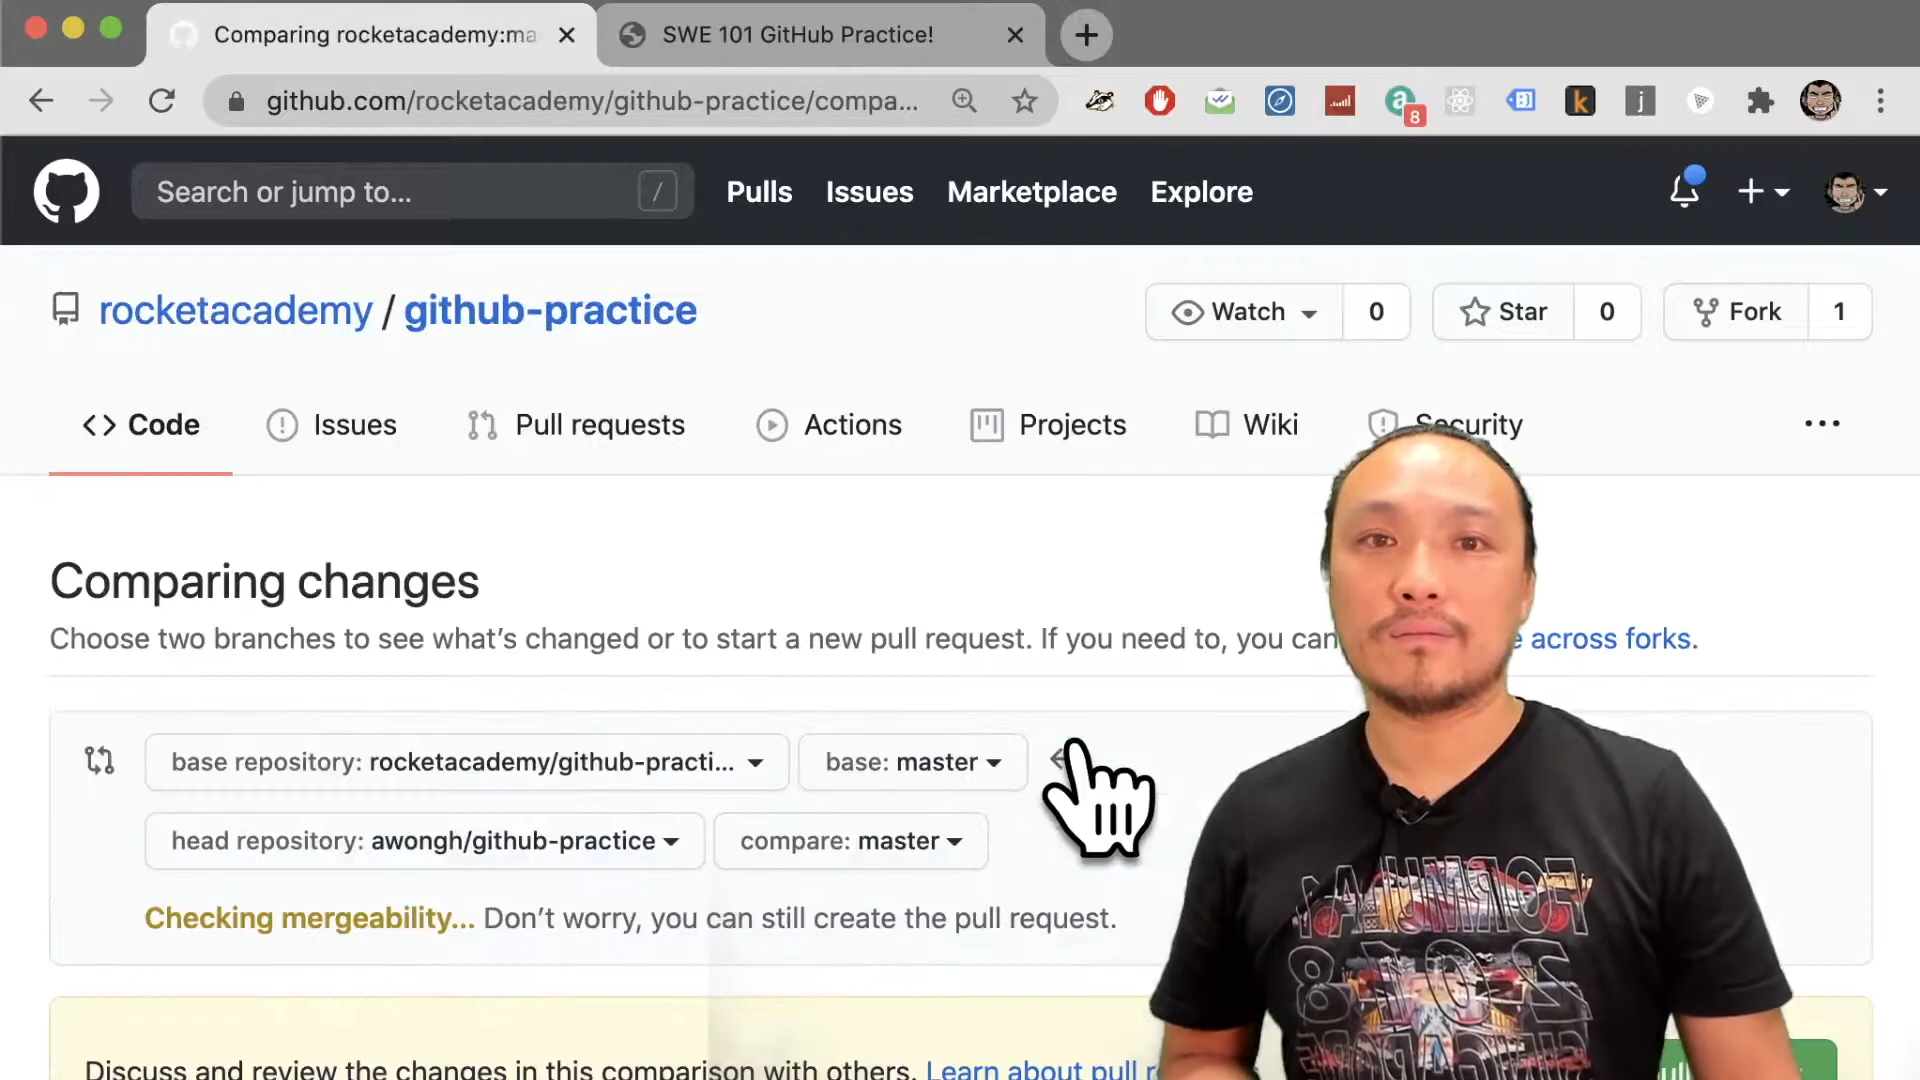 Comparing rocketacademy:ma
SWE 101 GitHub Practice!
github.com/rocketacademy/github-practice/compa...
8
j
k
a
Search or jump to...
/
Pulls
Issues
Marketplace
Explore
rocketacademy / github-practice
Watch
0
Star
0
Fork
1
Code
Issues
Pull requests
Actions
Projects
Wiki
Security
Comparing changes
Choose two branches to see what's changed or to start a new pull request. If you need to, you can
across forks.
base repository: rocketacademy/github-practi...
base: master
head repository: awongh/github-practice
compare: master
Checking mergeability... Don't worry, you can still create the pull request.
Discuss and review the changes in this comparison with others. Learn about pull r
FORMULA1
2018